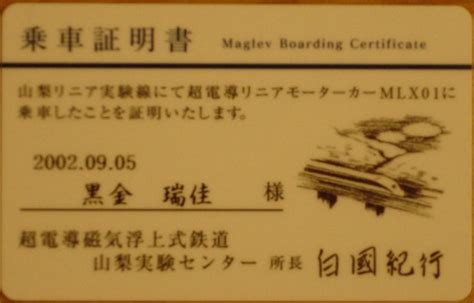 乗車証明書 Maglev Boarding Certificate
山梨リニア実験線にて超電導リニアモーターカーMLX01に
乗車したことを証明いたします。
2002.09.05
黒金 瑞佳 様
超電導磁気浮上式鉄道
山梨実験センター 所長 白國紀行